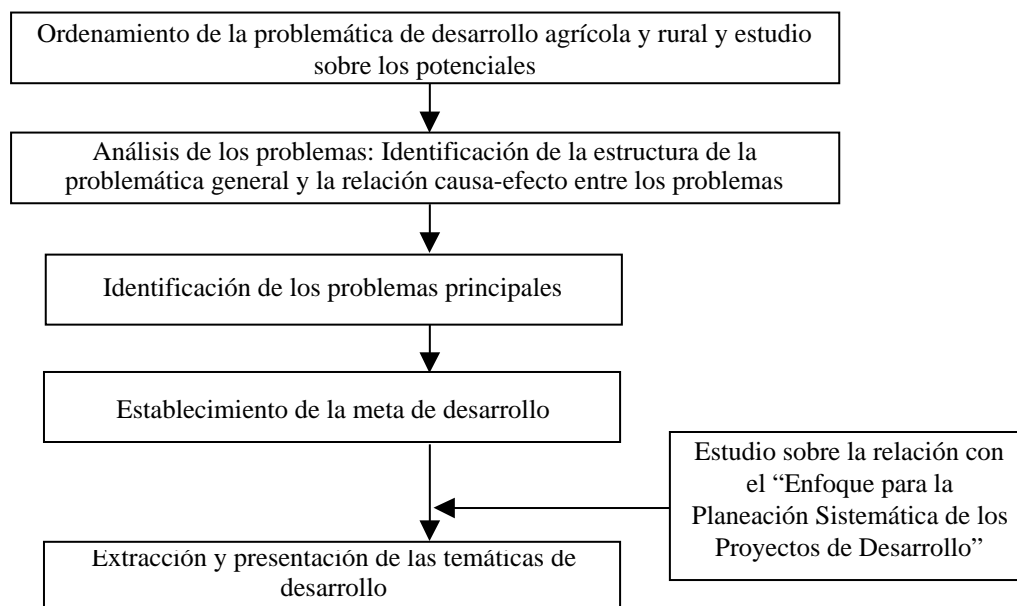 Ordenamiento de la problemática de desarrollo agrícola y rural y estudio
sobre los potenciales
Análisis de los problemas: Identificación de la estructura de la
problemática general y la relación causa-efecto entre los problemas
Identificación de los problemas principales
Establecimiento de la meta de desarrollo
Estudio sobre la relación con
el “Enfoque para la
Planeación Sistemática de los
Proyectos de Desarrollo”
Extracción y presentación de las temáticas de
desarrollo